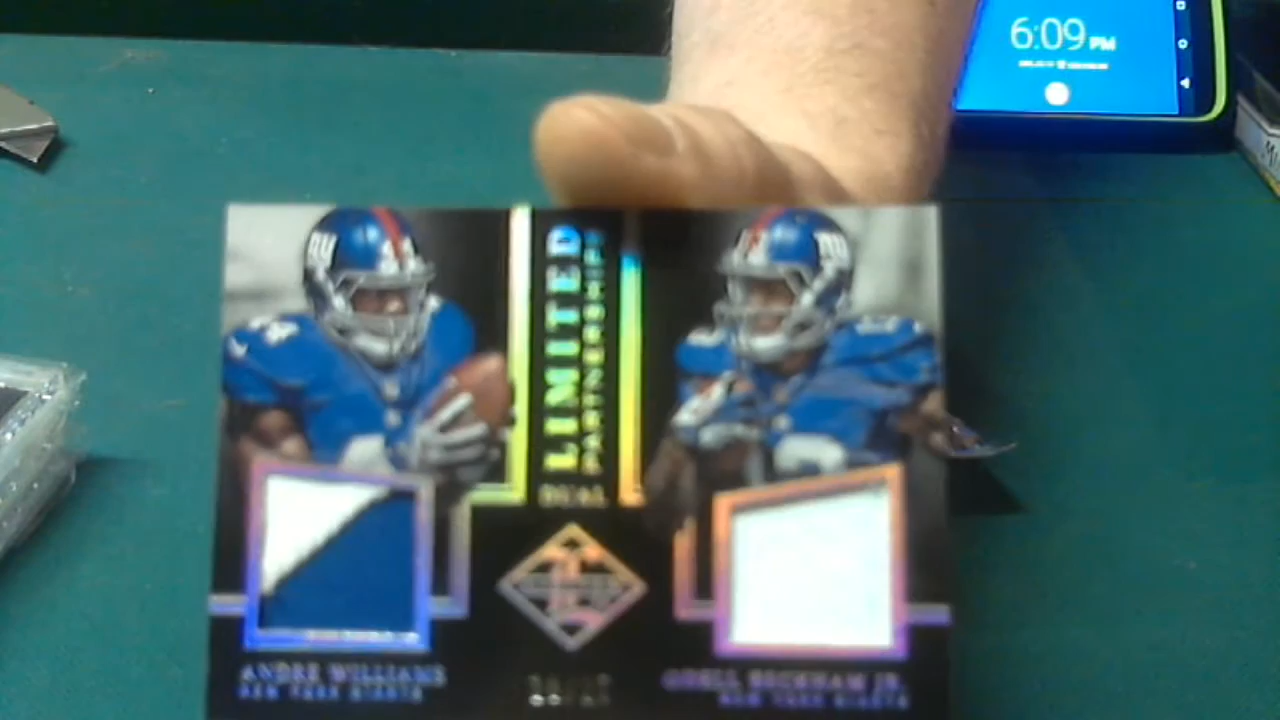 6:09 PM
LIMITED
PARTNERSHIPS
DUAL
ANDRE WILLIAMS
NEW YORK GIANTS
ODELL BECKHAM JR.
NEW YORK GIANTS